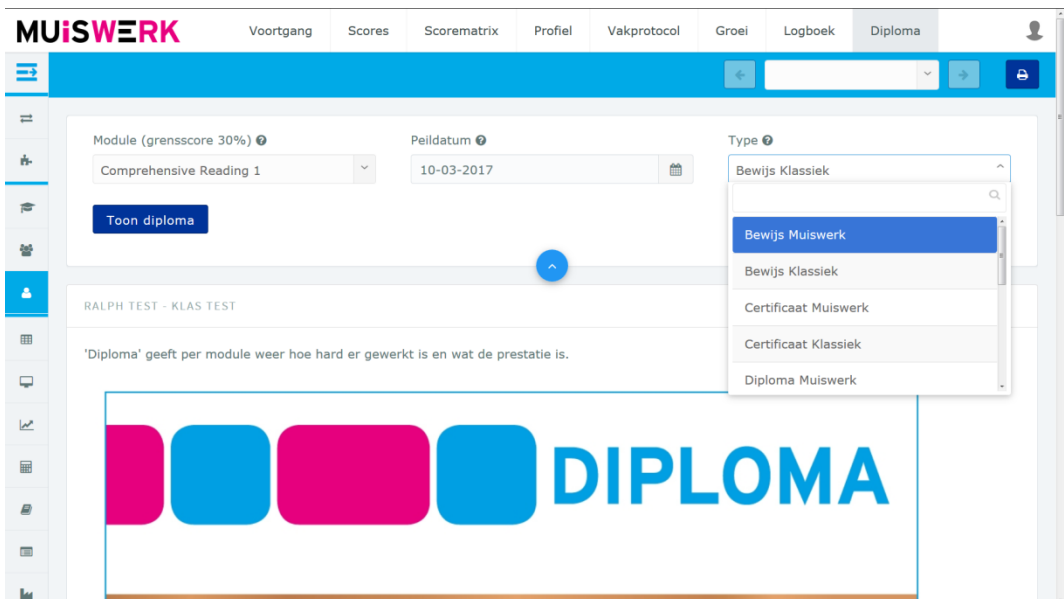 MUiSWERK
Voortgang Scores Scorematrix Profiel Vakprotocol Groei Logboek Diploma
Module (grensscore 30%) Peildatum Type
Comprehensive Reading 1 10-03-2017 Bewijs Klassiek
Toon diploma
Bewijs Muiswerk
Bewijs Klassiek
Certificaat Muiswerk
Certificaat Klassiek
Diploma Muiswerk
RALPH TEST - KLAS TEST
'Diploma' geeft per module weer hoe hard er gewerkt is en wat de prestatie is.
DIPLOMA